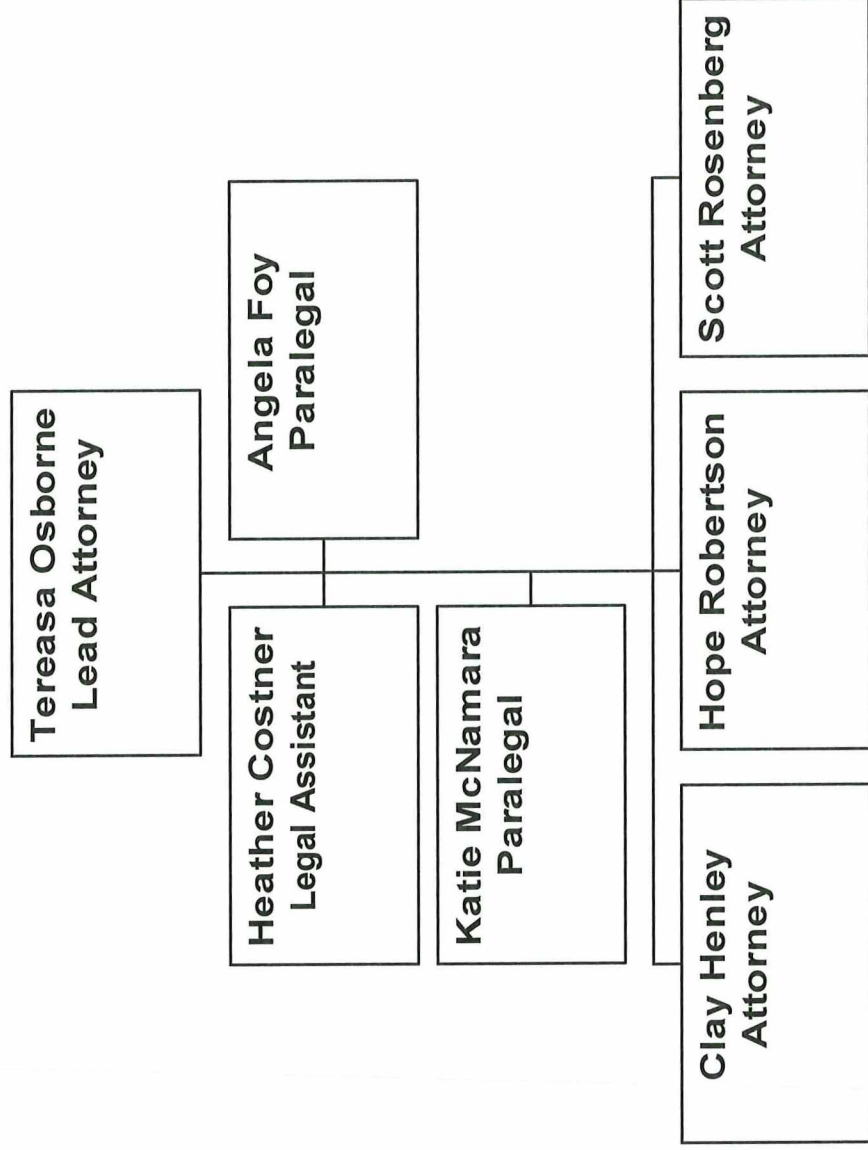 Tereasa Osborne
Lead Attorney
Heather Costner
Legal Assistant
Angela Foy
Paralegal
Katie McNamara
Paralegal
Clay Henley
Attorney
Hope Robertson
Attorney
Scott Rosenberg
Attorney